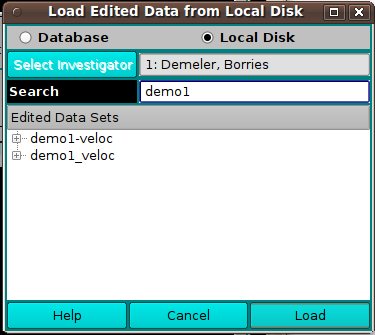 Load Edited Data from Local Disk
Database
Local Disk
Select Investigator
1: Demeler, Borries
Search
demo1
Edited Data Sets
demo1-veloc
demo1_veloc
Help
Cancel
Load